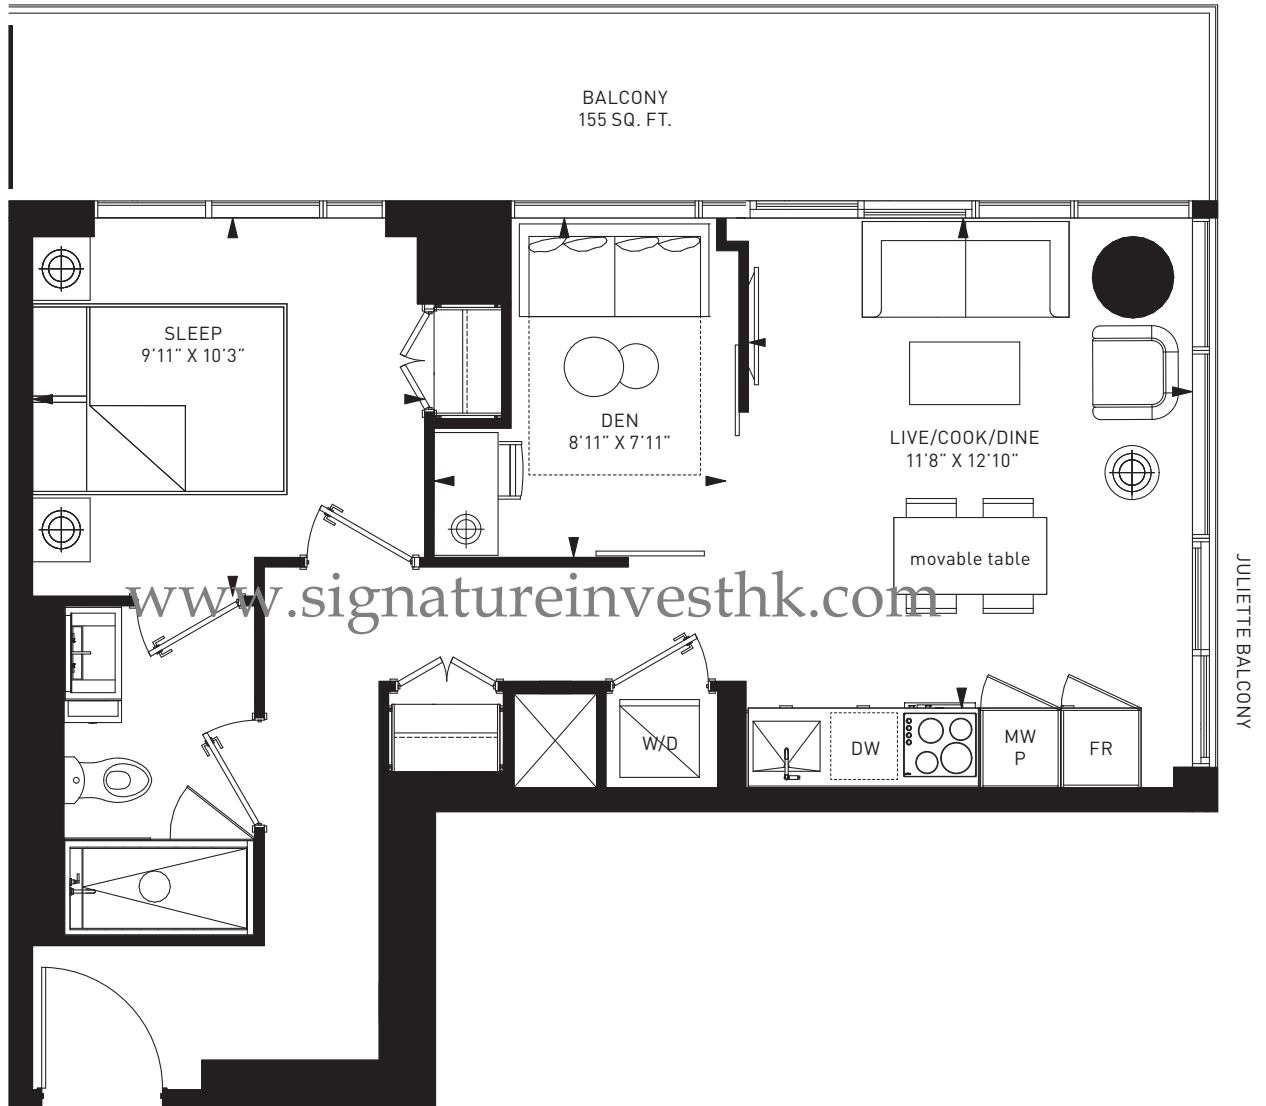 BALCONY
155 SQ. FT.
SLEEP
9'11” X 10'3”
DEN
8'11” X 7'11”
LIVE/COOK/DINE
11'8” X 12'10”
movable table
www.signatureinvesthk.com
JULIETTE BALCONY
W/D
DW
MW
P
FR